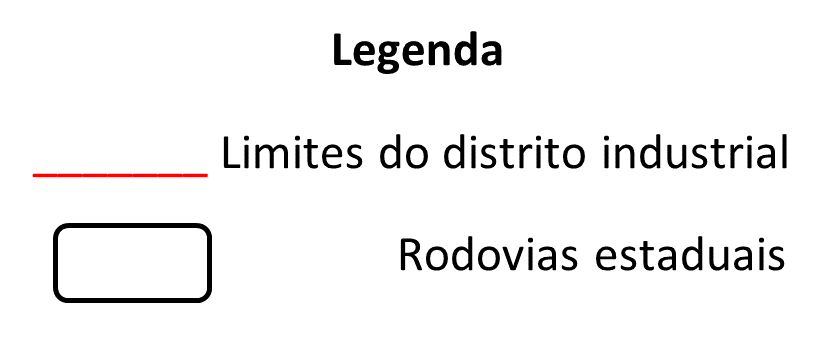 Legenda
Limites do distrito industrial
Rodovias estaduais